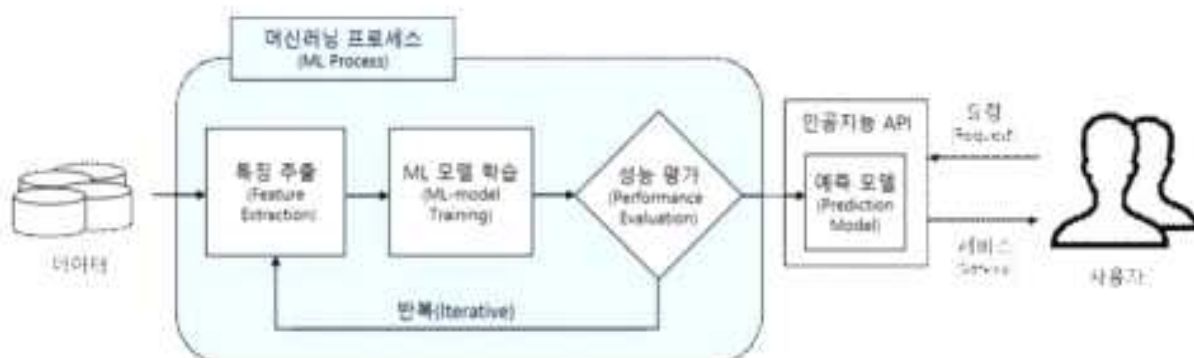 머신러닝 프로세스
(ML Process)
특징 추출
(Feature
Extraction)
ML 모델 학습
(ML-model
Training)
성능 평가
(Performance
Evaluation)
반복(Iterative)
인공지능 API
예측 모델
(Prediction
Model)
요청
Request
서비스
Service
데이터
사용자